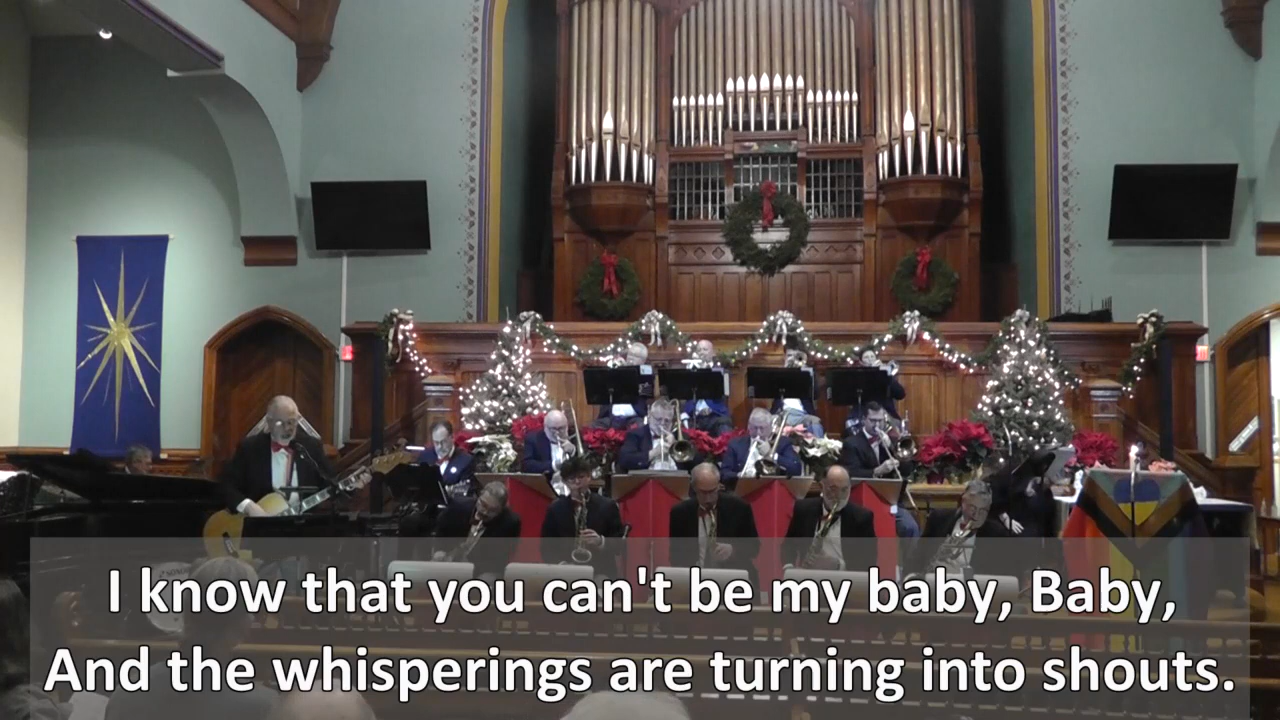 I know that you can't be my baby, Baby,
And the whisperings are turning into shouts.